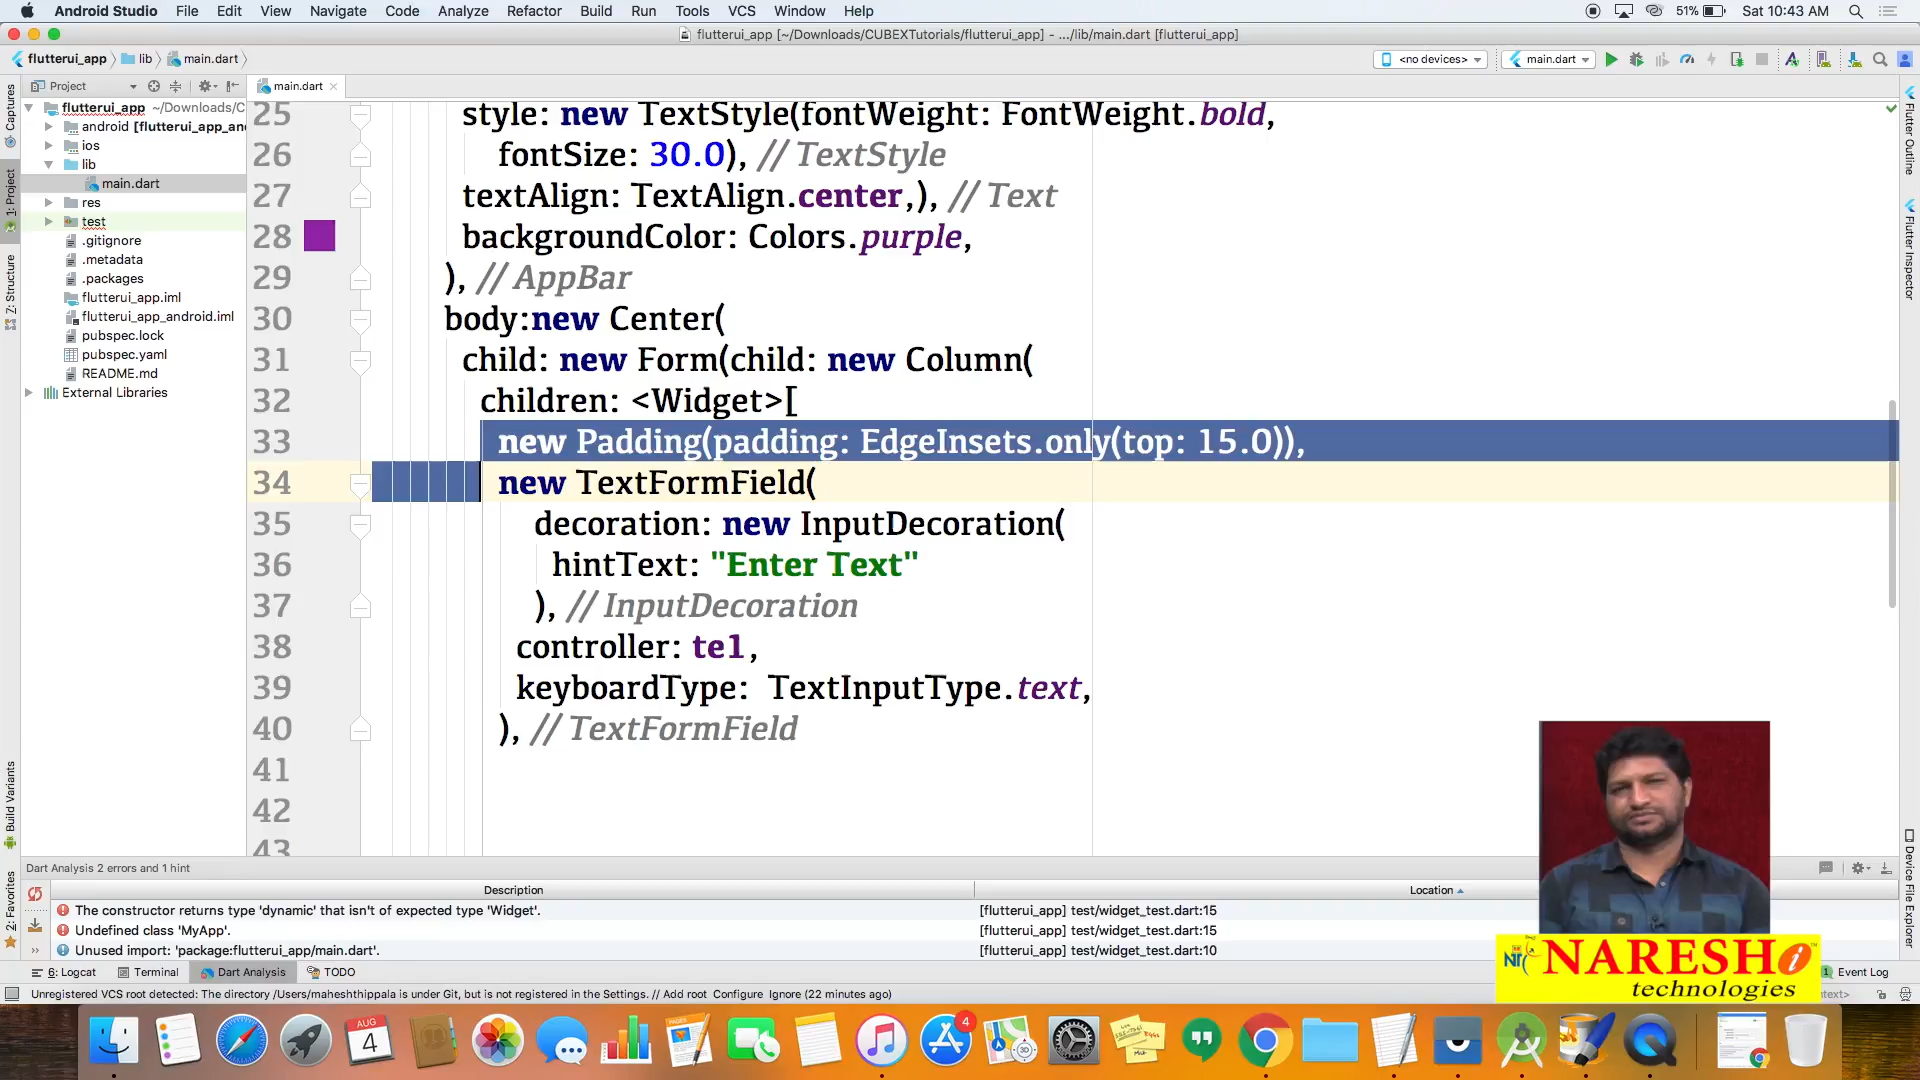 Android Studio File Edit View Navigate Code Analyze Refactor Build Run Tools VCS Window Help 51% Sat 10:43 AM
flutterui_app [~/Downloads/CUBEXTutorials/flutterui_app] - .../lib/main.dart [flutterui_app]
flutterui_app lib main.dart <no devices> main.dart
Project main.dart
flutterui_app ~/Downloads/C
android [flutterui_app_an
ios
lib
main.dart
res
test
.gitignore
.metadata
.packages
flutterui_app.iml
flutterui_app_android.iml
pubspec.lock
pubspec.yaml
README.md
External Libraries
Captures
1: Project
Z: Structure
Build Variants
2: Favorites
25 style: new TextStyle(fontWeight: FontWeight.bold,
26 fontSize: 30.0), // TextStyle
27 textAlign: TextAlign.center,), // Text
28 backgroundColor: Colors.purple,
29 ), // AppBar
30 body:new Center(
31 child: new Form(child: new Column(
32 children: <Widget>[
33 new Padding(padding: EdgeInsets.only(top: 15.0)),
34 new TextFormField(
35 decoration: new InputDecoration(
36 hintText: "Enter Text"
37 ), // InputDecoration
38 controller: te1,
39 keyboardType: TextInputType.text,
40 ), // TextFormField
41
42
43
Flutter Outline
Flutter Inspector
Device File Explorer
Dart Analysis 2 errors and 1 hint
Description Location
The constructor returns type 'dynamic' that isn't of expected type 'Widget'. [flutterui_app] test/widget_test.dart:15
Undefined class 'MyApp'. [flutterui_app] test/widget_test.dart:15
Unused import: 'package:flutterui_app/main.dart'. [flutterui_app] test/widget_test.dart:10
6: Logcat Terminal Dart Analysis TODO 1 Event Log
Unregistered VCS root detected: The directory /Users/maheshthippala is under Git, but is not registered in the Settings. // Add root Configure Ignore (22 minutes ago) text>
NARESH i
technologies
AUG
4
4